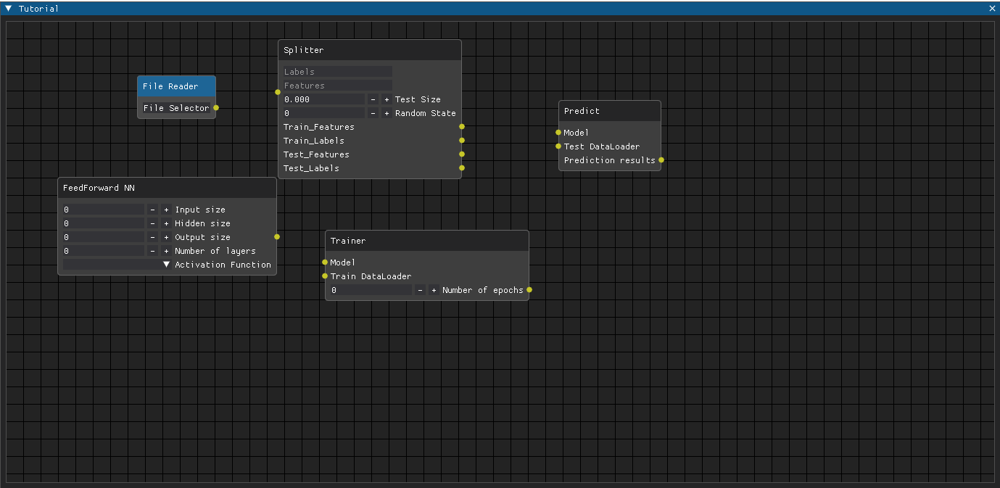 Tutorial
File Reader
File Selector
Splitter
Labels
Features
0.000 - + Test Size
0 - + Random State
Train_Features
Train_Labels
Test_Features
Test_Labels
Predict
Model
Test DataLoader
Prediction results
FeedForward NN
0 - + Input size
0 - + Hidden size
0 - + Output size
0 - + Number of layers
Activation Function
Trainer
Model
Train DataLoader
0 - + Number of epochs